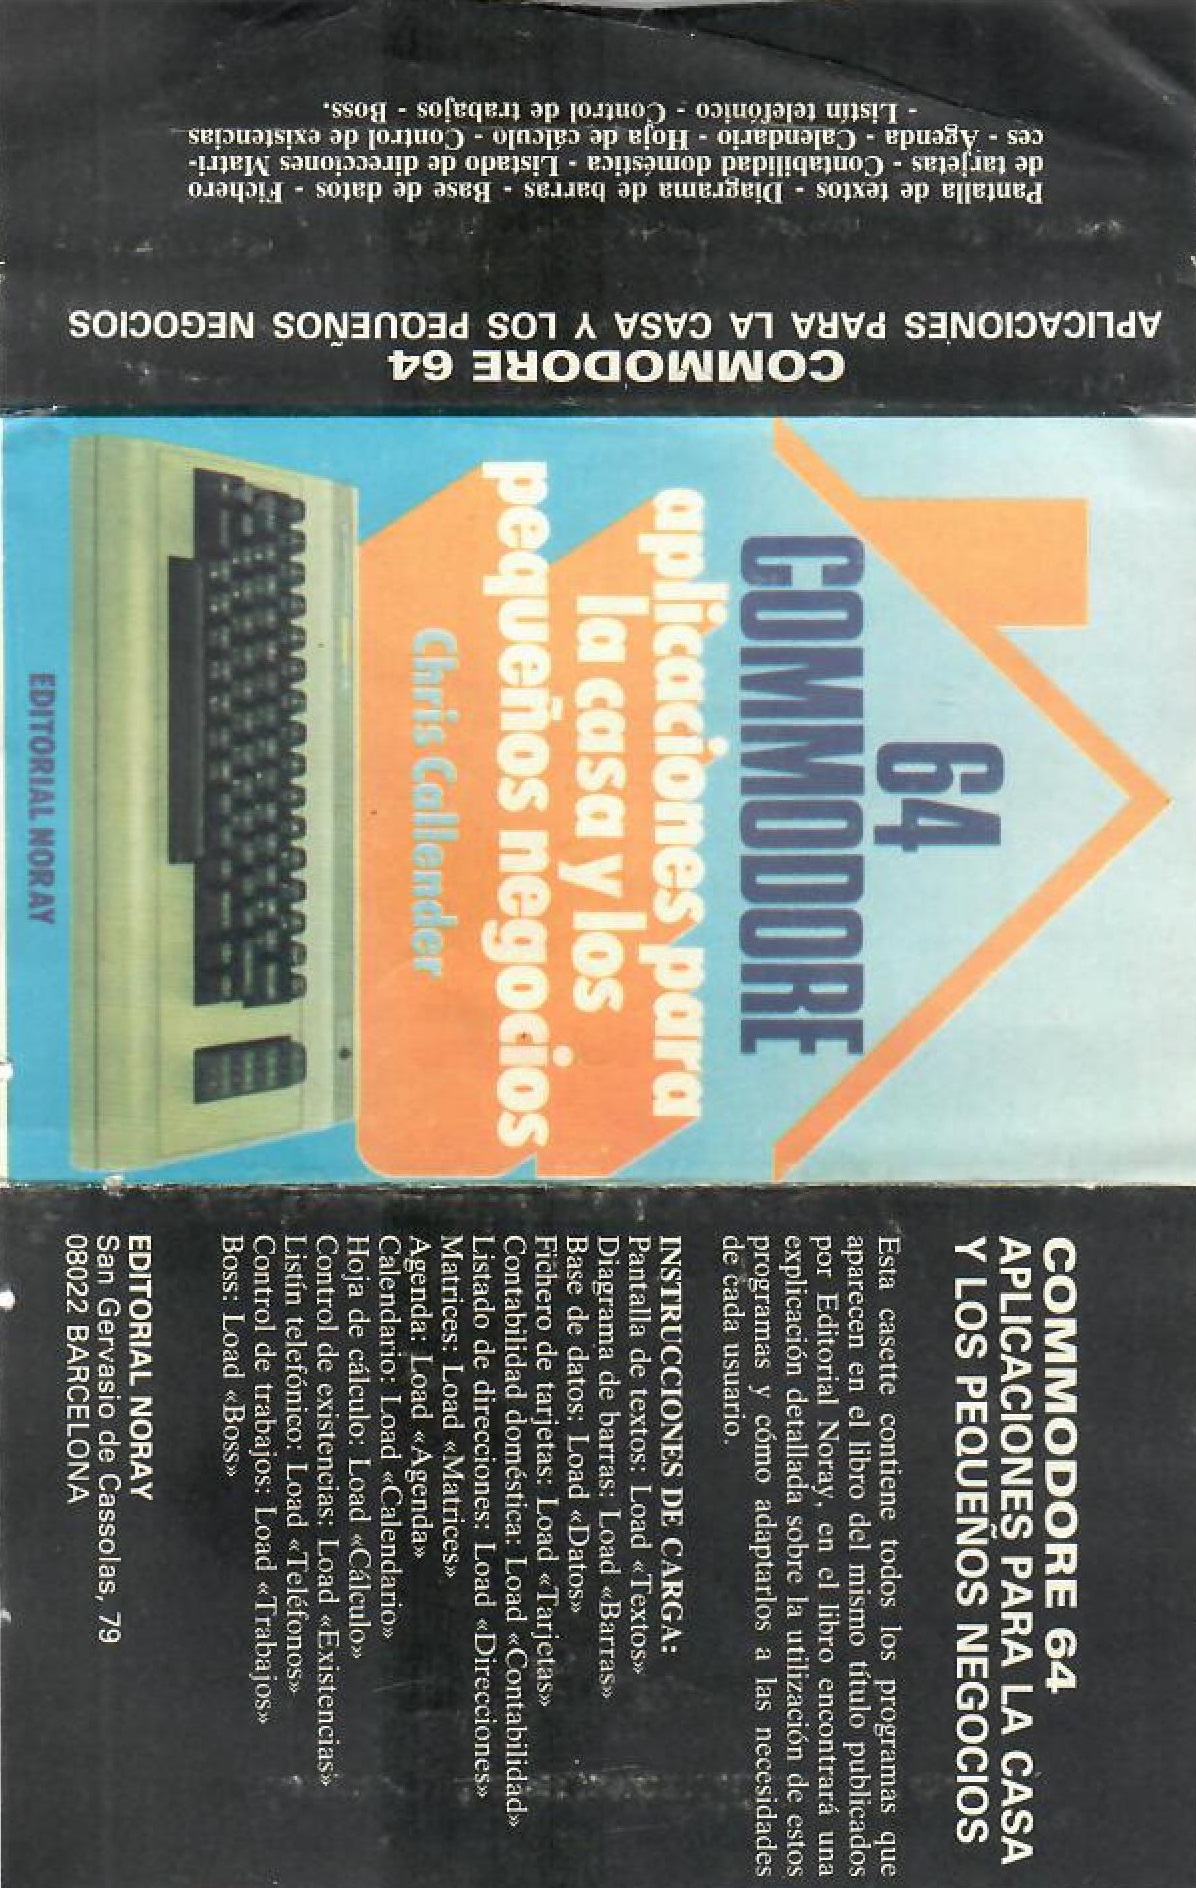 Pantalla de textos - Diagrama de barras - Base de datos - Fichero
de tarjetas - Contabilidad doméstica - Listado de direcciones Matri-
ces - Agenda - Calendario - Hoja de cálculo - Control de existencias
- Listín telefónico - Control de trabajos - Boss.
COMMODORE 64
APLICACIONES PARA LA CASA Y LOS PEQUEÑOS NEGOCIOS
64
COMMODORE
aplicaciones para
la casa y los
pequeños negocios
Chris Callender
EDITORIAL NORAY
COMMODORE 64
APLICACIONES PARA LA CASA
Y LOS PEQUEÑOS NEGOCIOS
Esta casette contiene todos los programas que
aparecen en el libro del mismo título publicados
por Editorial Noray, en el libro encontrará una
explicación detallada sobre la utilización de estos
programas y cómo adaptarlos a las necesidades
de cada usuario.
INSTRUCCIONES DE CARGA:
Pantalla de textos: Load «Textos»
Diagrama de barras: Load «Barras»
Base de datos: Load «Datos»
Fichero de tarjetas: Load «Tarjetas»
Contabilidad doméstica: Load «Contabilidad»
Listado de direcciones: Load «Direcciones»
Matrices: Load «Matrices»
Agenda: Load «Agenda»
Calendario: Load «Calendario»
Hoja de cálculo: Load «Cálculo»
Control de existencias: Load «Existencias»
Listín telefónico: Load «Teléfonos»
Control de trabajos: Load «Trabajos»
Boss: Load «Boss»
EDITORIAL NORAY
San Gervasio de Cassolas, 79
08022 BARCELONA